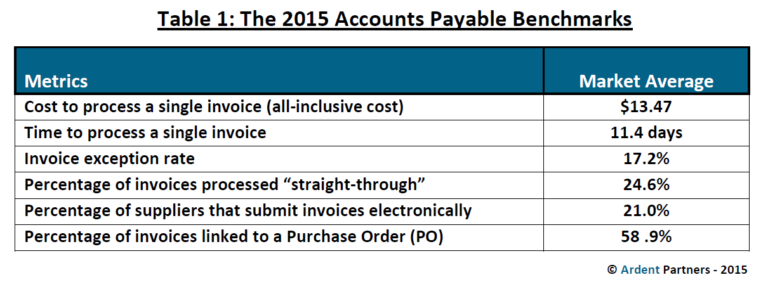 Table 1: The 2015 Accounts Payable Benchmarks
Metrics Market Average
Cost to process a single invoice (all-inclusive cost) $13.47
Time to process a single invoice 11.4 days
Invoice exception rate 17.2%
Percentage of invoices processed “straight-through” 24.6%
Percentage of suppliers that submit invoices electronically 21.0%
Percentage of invoices linked to a Purchase Order (PO) 58 .9%
© Ardent Partners - 2015